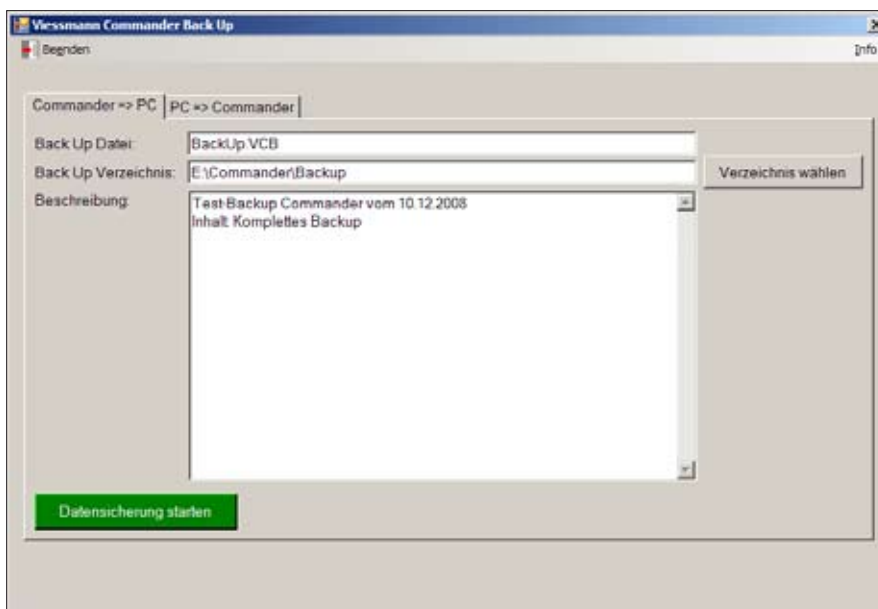 Viessmann Commander Back Up
Beenden
Info
Commander => PC
PC => Commander
Back Up Datei:
BackUp.VCB
Back Up Verzeichnis:
E:\Commander\Backup
Verzeichnis wählen
Beschreibung:
Test-Backup Commander vom 10.12.2008
Inhalt: Komplettes Backup
Datensicherung starten